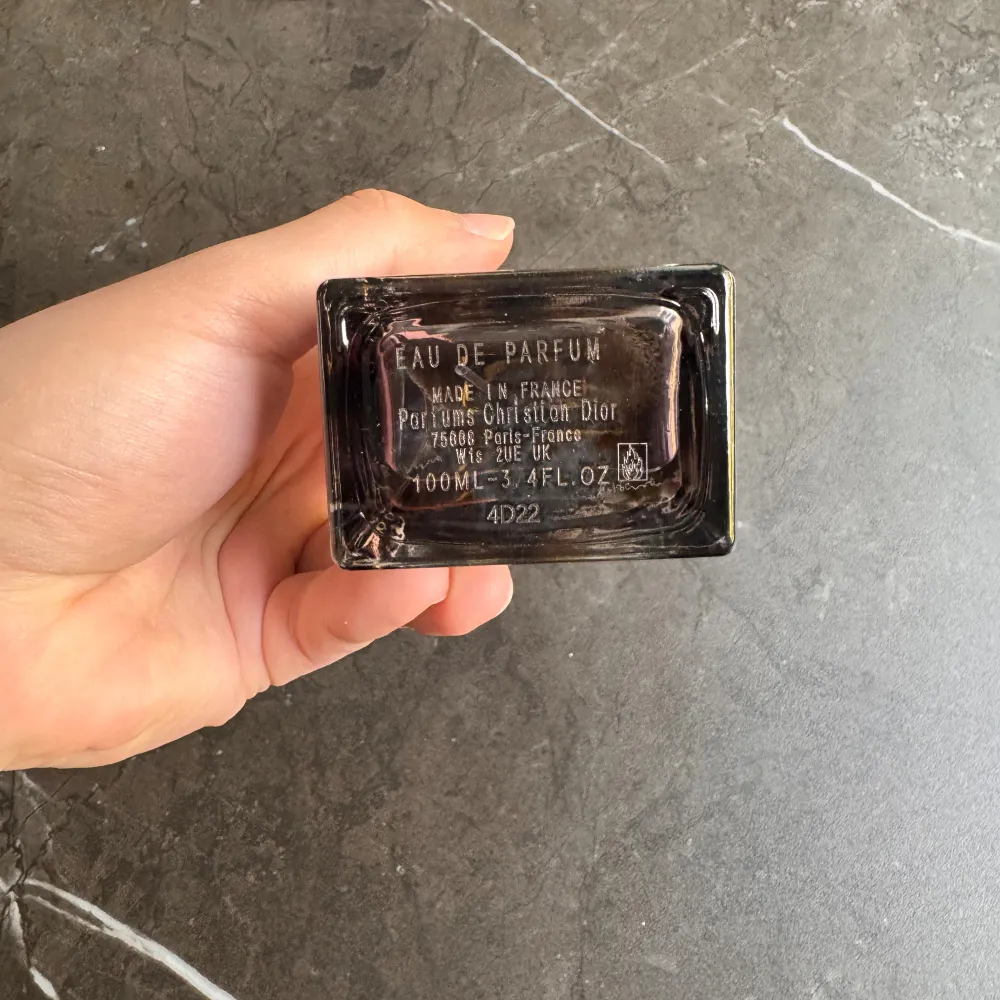 EAU DE PARFUM
MADE IN FRANCE
Parfums Christian Dior
75008 Paris-France
W1s 2UE UK
100ML-3,4FL.OZ
4D22